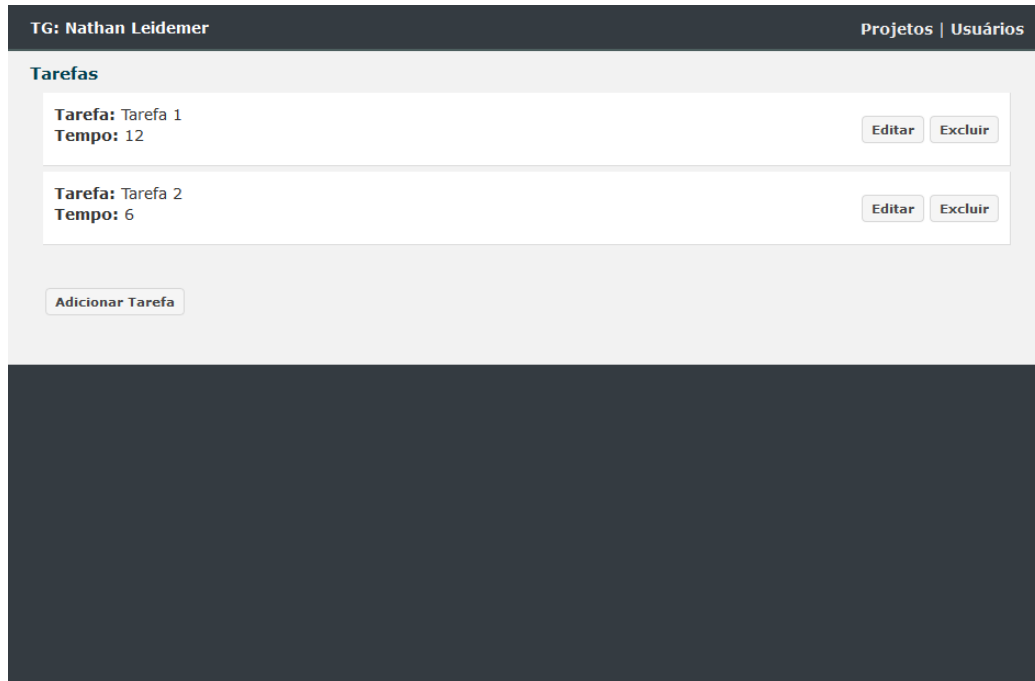 TG: Nathan Leidemer
Projetos | Usuários
Tarefas
Tarefa: Tarefa 1
Tempo: 12
Editar
Excluir
Tarefa: Tarefa 2
Tempo: 6
Editar
Excluir
Adicionar Tarefa